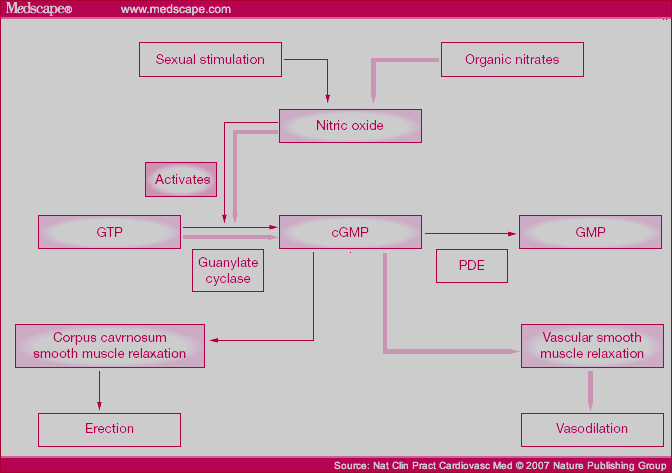 Medscape® www.medscape.com
Sexual stimulation
Organic nitrates
Nitric oxide
Activates
GTP
cGMP
GMP
Guanylate
cyclase
PDE
Corpus cavrnosum
smooth muscle relaxation
Vascular smooth
muscle relaxation
Erection
Vasodilation
Source: Nat Clin Pract Cardiovasc Med © 2007 Nature Publishing Group